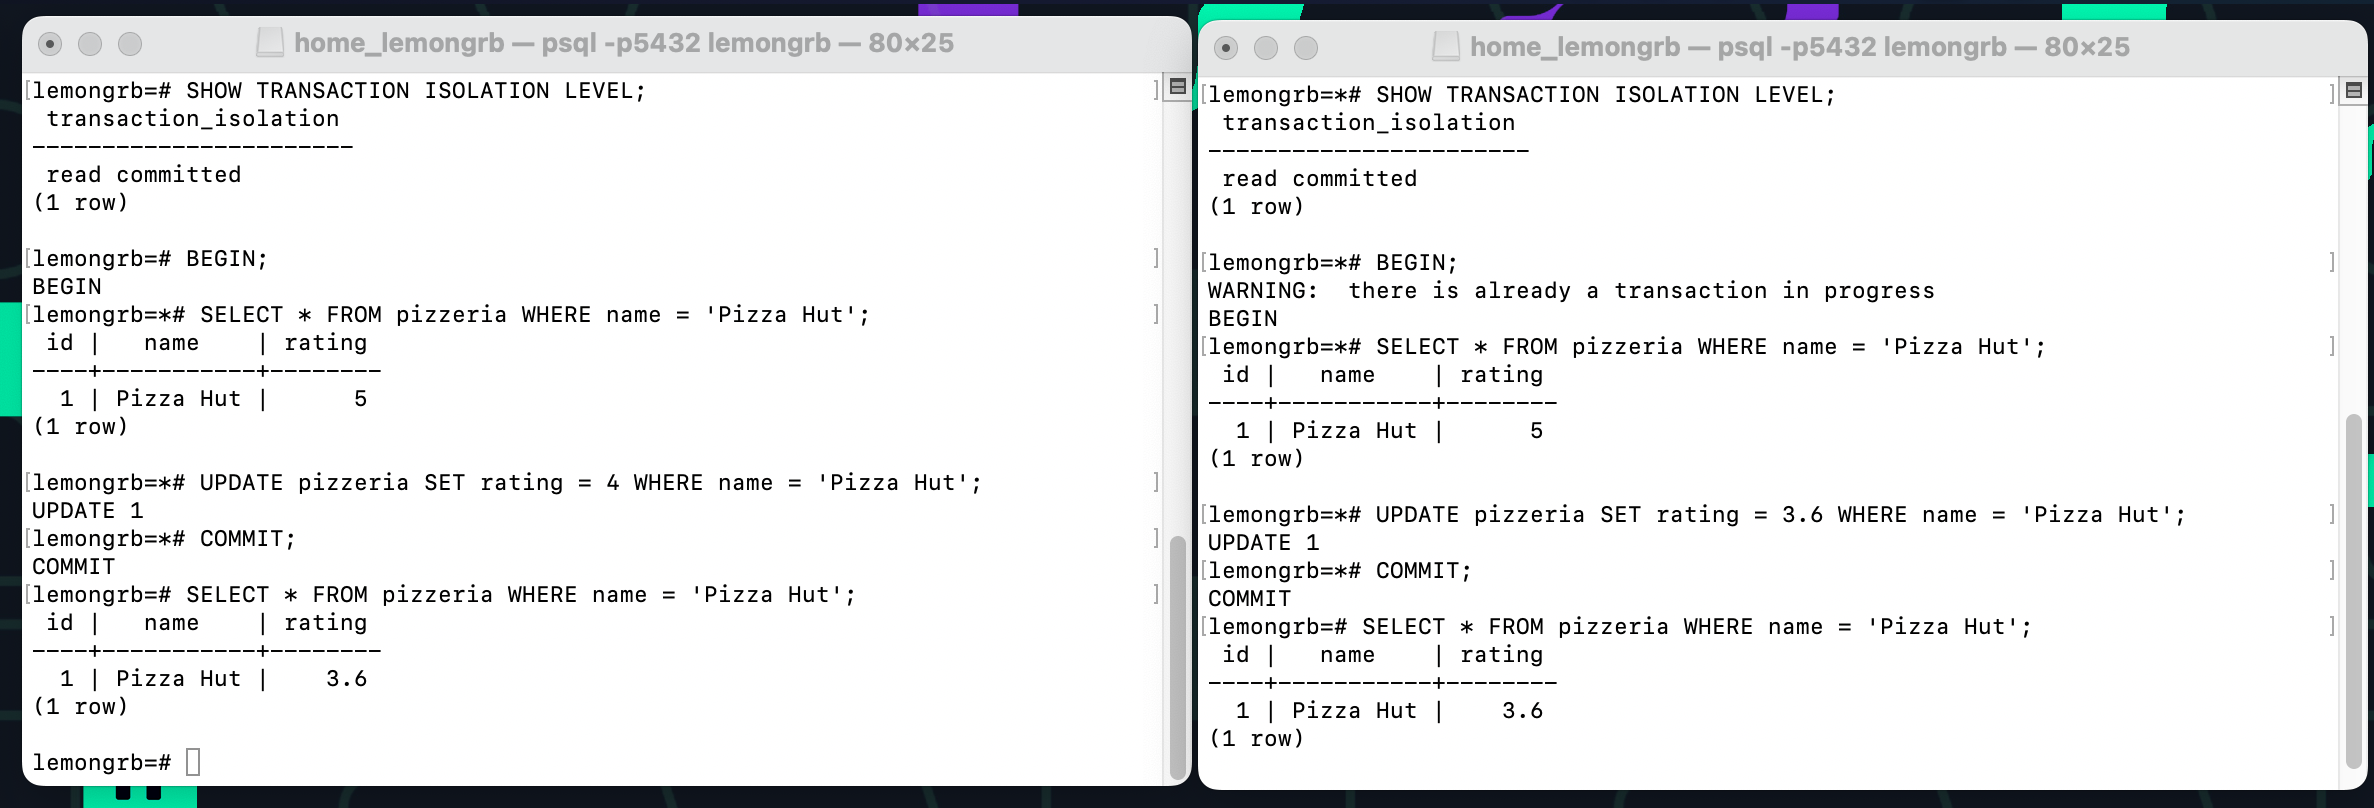 home_lemongrb — psql -p5432 lemongrb — 80×25
[lemongrb=# SHOW TRANSACTION ISOLATION LEVEL; ]
 transaction_isolation
-----------------------
 read committed
(1 row)

[lemongrb=# BEGIN; ]
BEGIN
[lemongrb=*# SELECT * FROM pizzeria WHERE name = 'Pizza Hut'; ]
 id |   name    | rating
----+-----------+--------
  1 | Pizza Hut |      5
(1 row)

[lemongrb=*# UPDATE pizzeria SET rating = 4 WHERE name = 'Pizza Hut'; ]
UPDATE 1
[lemongrb=*# COMMIT; ]
COMMIT
[lemongrb=# SELECT * FROM pizzeria WHERE name = 'Pizza Hut'; ]
 id |   name    | rating
----+-----------+--------
  1 | Pizza Hut |    3.6
(1 row)

lemongrb=#
home_lemongrb — psql -p5432 lemongrb — 80×25
[lemongrb=*# SHOW TRANSACTION ISOLATION LEVEL; ]
 transaction_isolation
-----------------------
 read committed
(1 row)

[lemongrb=*# BEGIN; ]
WARNING:  there is already a transaction in progress
BEGIN
[lemongrb=*# SELECT * FROM pizzeria WHERE name = 'Pizza Hut'; ]
 id |   name    | rating
----+-----------+--------
  1 | Pizza Hut |      5
(1 row)

[lemongrb=*# UPDATE pizzeria SET rating = 3.6 WHERE name = 'Pizza Hut'; ]
UPDATE 1
[lemongrb=*# COMMIT; ]
COMMIT
[lemongrb=# SELECT * FROM pizzeria WHERE name = 'Pizza Hut'; ]
 id |   name    | rating
----+-----------+--------
  1 | Pizza Hut |    3.6
(1 row)